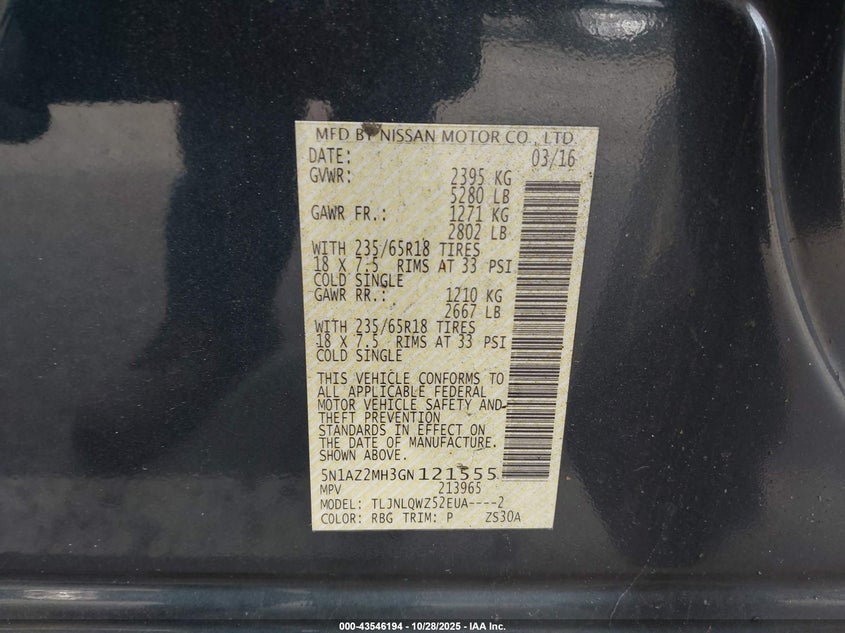 MFD BY NISSAN MOTOR CO., LTD.
DATE: 03/16
GVWR: 2395 KG
5280 LB
GAWR FR.: 1271 KG
2802 LB
WITH 235/65R18 TIRES
18 X 7.5 RIMS AT 33 PSI
COLD SINGLE
GAWR RR.: 1210 KG
2667 LB
WITH 235/65R18 TIRES
18 X 7.5 RIMS AT 33 PSI
COLD SINGLE
THIS VEHICLE CONFORMS TO
ALL APPLICABLE FEDERAL
MOTOR VEHICLE SAFETY AND
THEFT PREVENTION
STANDARDS IN EFFECT ON
THE DATE OF MANUFACTURE.
SHOWN ABOVE.
5N1AZ2MH3GN121555
MPV 213965
MODEL: TLJNLQWZ52EUA----2
COLOR: RBG TRIM: P ZS30A
000-43546194 - 10/28/2025 - IAA Inc.